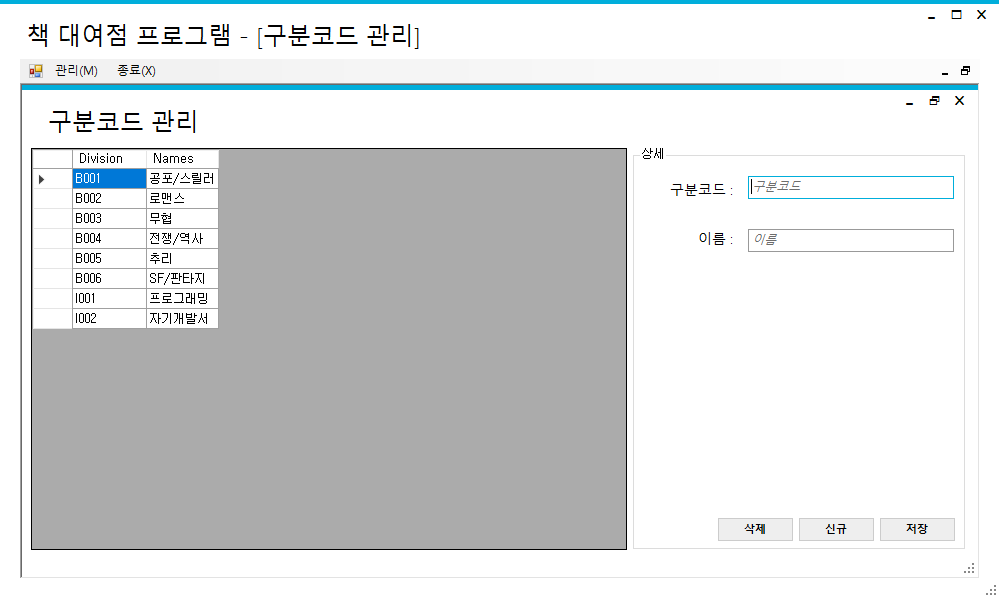 책 대여점 프로그램 - [구분코드 관리]
관리(M) 종료(X)
구분코드 관리
Division Names
B001 공포/스릴러
B002 로맨스
B003 무협
B004 전쟁/역사
B005 추리
B006 SF/판타지
I001 프로그래밍
I002 자기개발서
상세
구분코드 : 구분코드
이름 : 이름
삭제 신규 저장